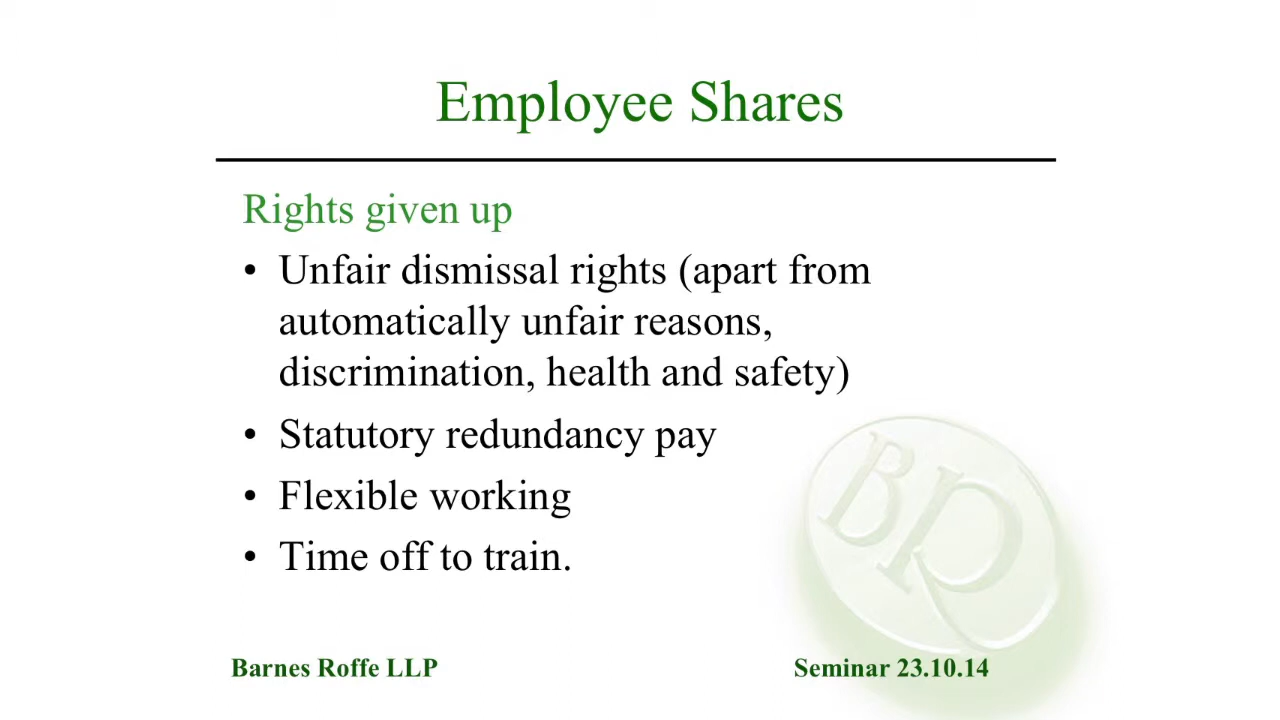 Employee Shares
Rights given up
• Unfair dismissal rights (apart from
automatically unfair reasons,
discrimination, health and safety)
• Statutory redundancy pay
• Flexible working
• Time off to train.
BR
Barnes Roffe LLP
Seminar 23.10.14